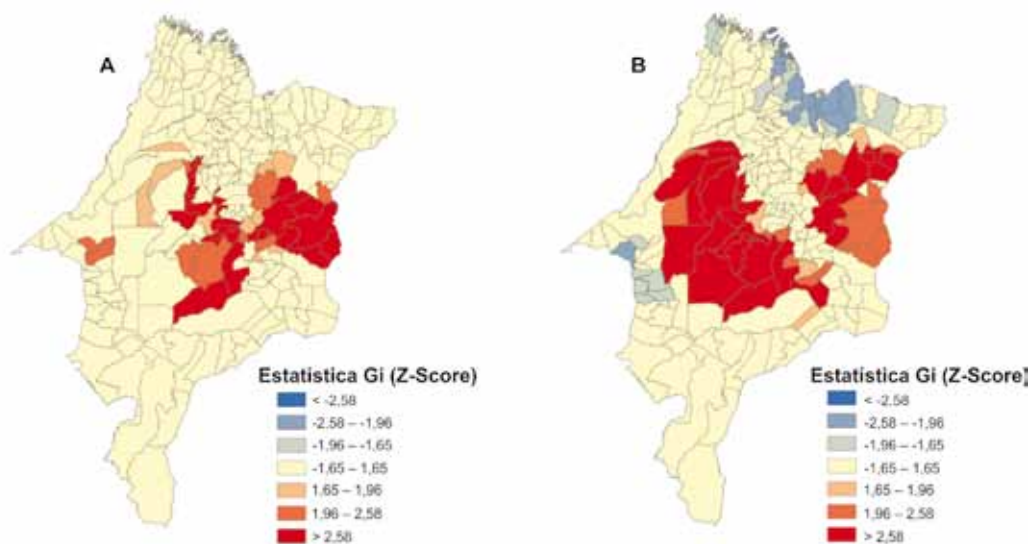 A
B
Estatística Gi (Z-Score)
< -2,58
-2,58 – -1,96
-1,96 – -1,65
-1,65 – 1,65
1,65 – 1,96
1,96 – 2,58
> 2,58
Estatística Gi (Z-Score)
< -2,58
-2,58 – -1,96
-1,96 – -1,65
-1,65 – 1,65
1,65 – 1,96
1,96 – 2,58
> 2,58